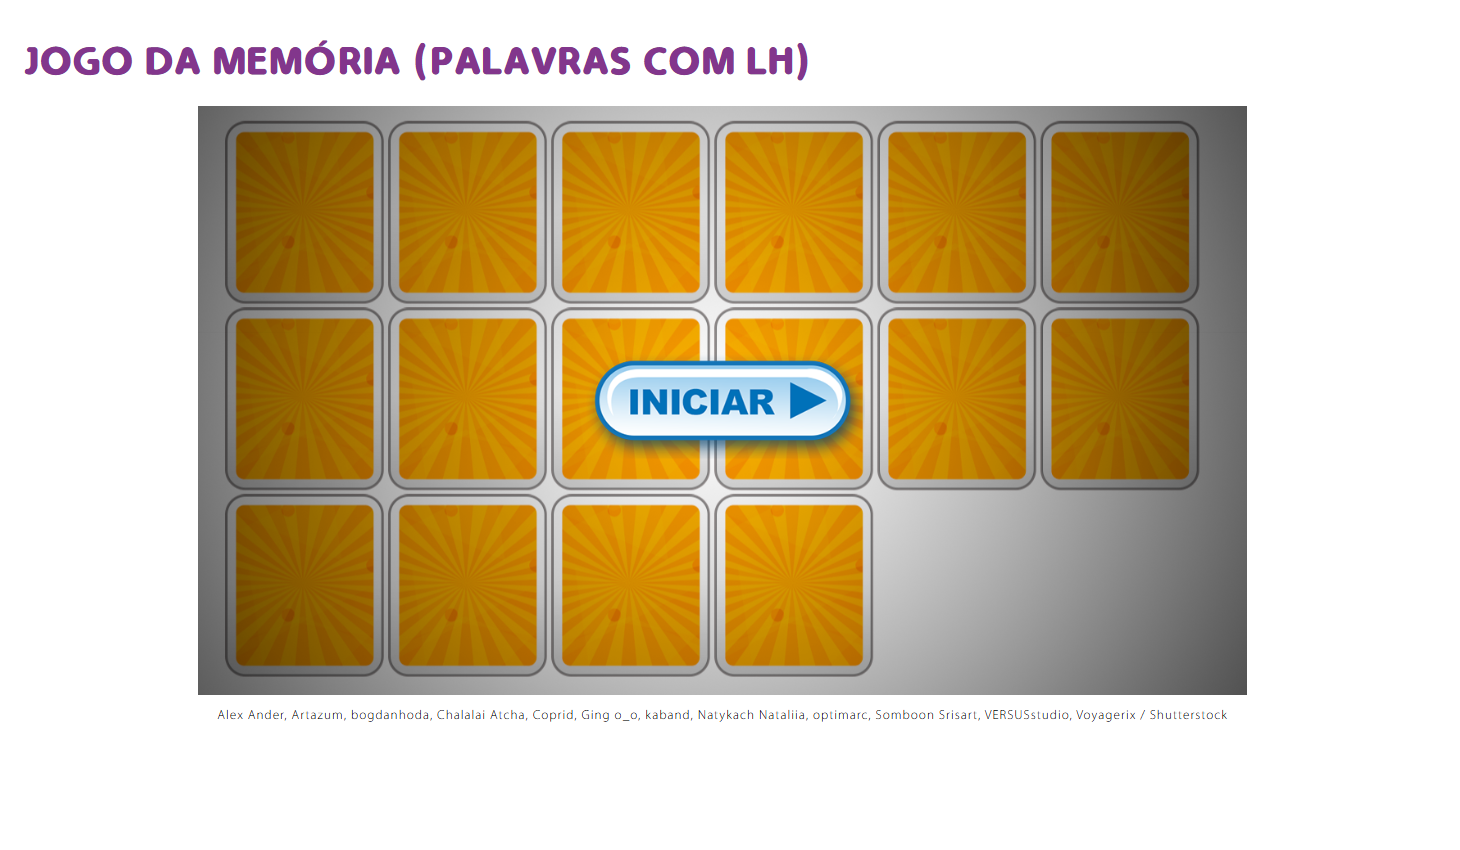 JOGO DA MEMÓRIA (PALAVRAS COM LH)
INICIAR
Alex Ander, Artazum, bogdanhoda, Chalalai Atcha, Coprid, Ging o_o, kaband, Natykach Nataliia, optimarc, Somboon Srisart, VERSUSstudio, Voyagerix / Shutterstock